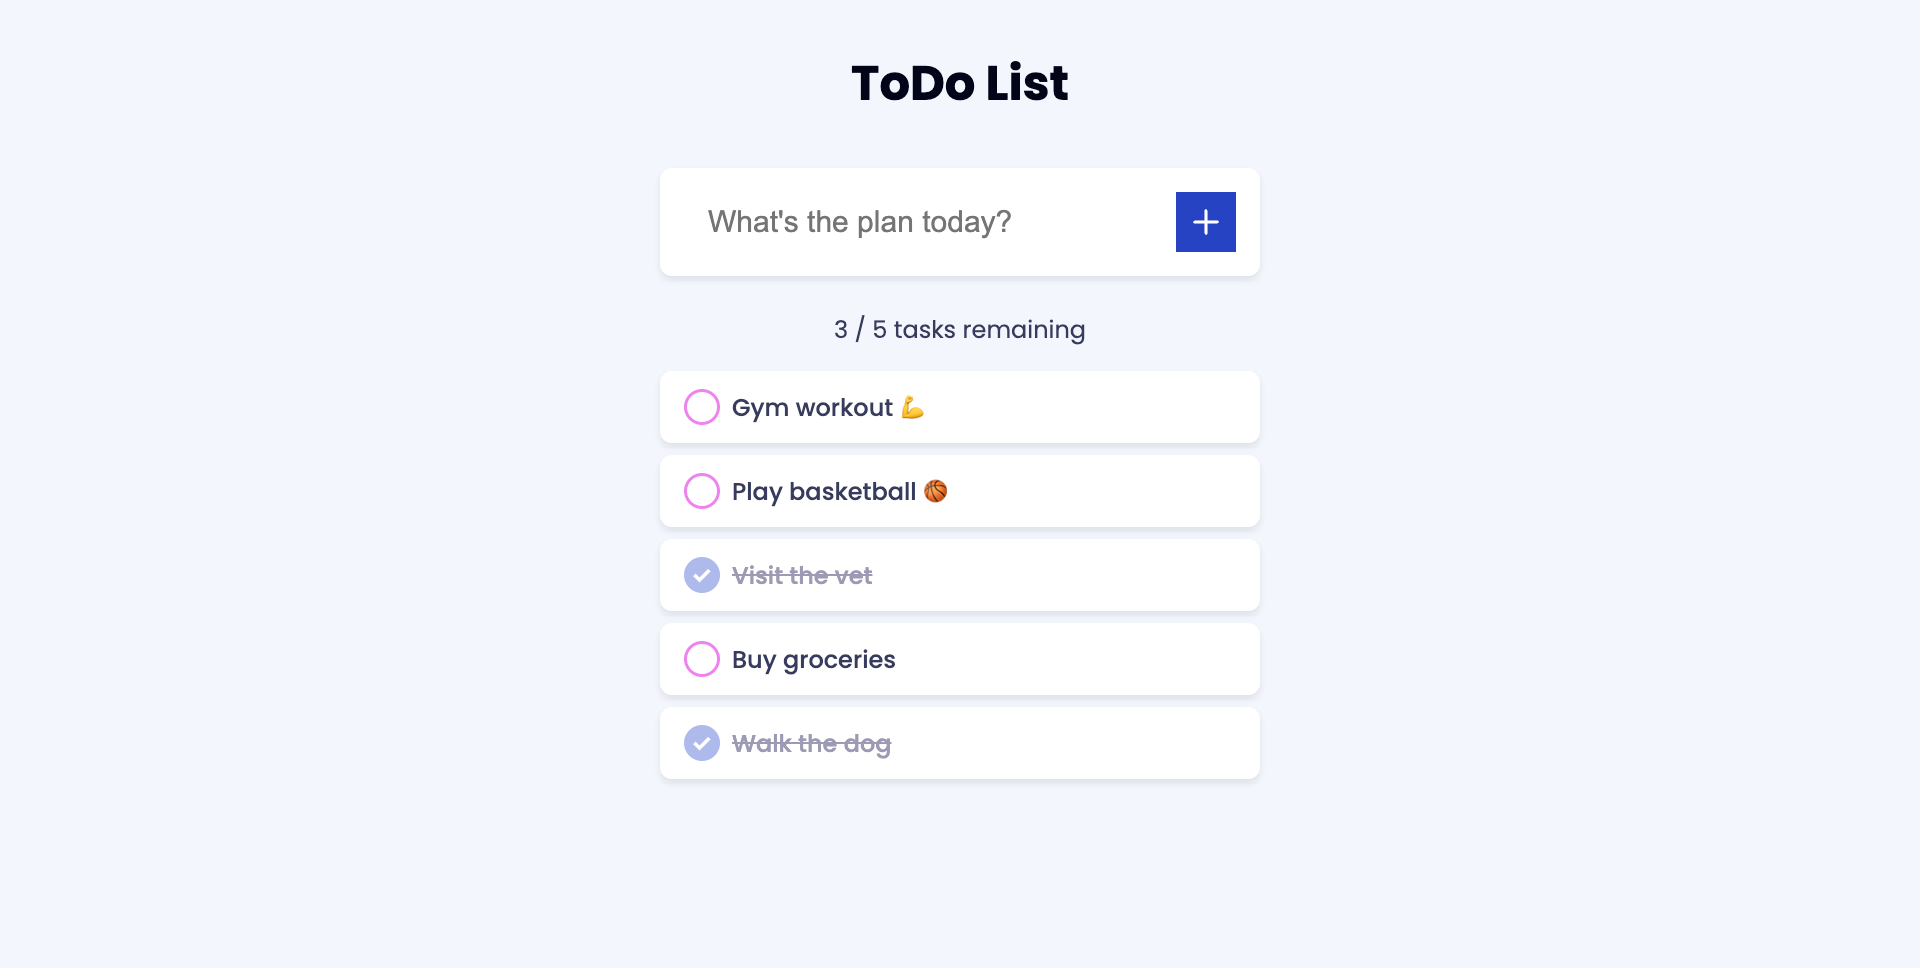 ToDo List
What's the plan today?
3 / 5 tasks remaining
Gym workout 💪
Play basketball 🏀
Visit the vet
Buy groceries
Walk the dog